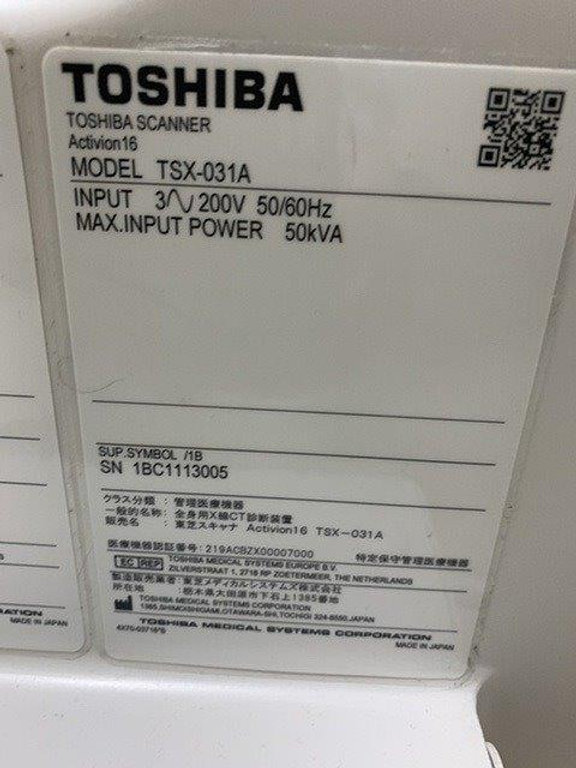 TOSHIBA
TOSHIBA SCANNER
Activion16
MODEL TSX-031A
INPUT 3∿200V 50/60Hz
MAX.INPUT POWER 50kVA
SUP.SYMBOL /1B
SN 1BC1113005
クラス分類：管理医療機器
一般的名称：全身用X線CT診断装置
販売名：東芝スキャナ Activion16 TSX-031A
医療機器認証番号：219ACBZX00007000 特定保守管理医療機器
EC REP TOSHIBA MEDICAL SYSTEMS EUROPE B.V.
ZILVERSTRAAT 1, 2718 RP ZOETERMEER, THE NETHERLANDS
製造販売業者：東芝メディカルシステムズ株式会社
所在地：栃木県大田原市下石上1385番地
TOSHIBA MEDICAL SYSTEMS CORPORATION
1385, SHIMOISHIGAMI, OTAWARA-SHI, TOCHIGI 324-8550, JAPAN
TOSHIBA MEDICAL SYSTEMS CORPORATION
MADE IN JAPAN
ATION
MADE IN JAPAN